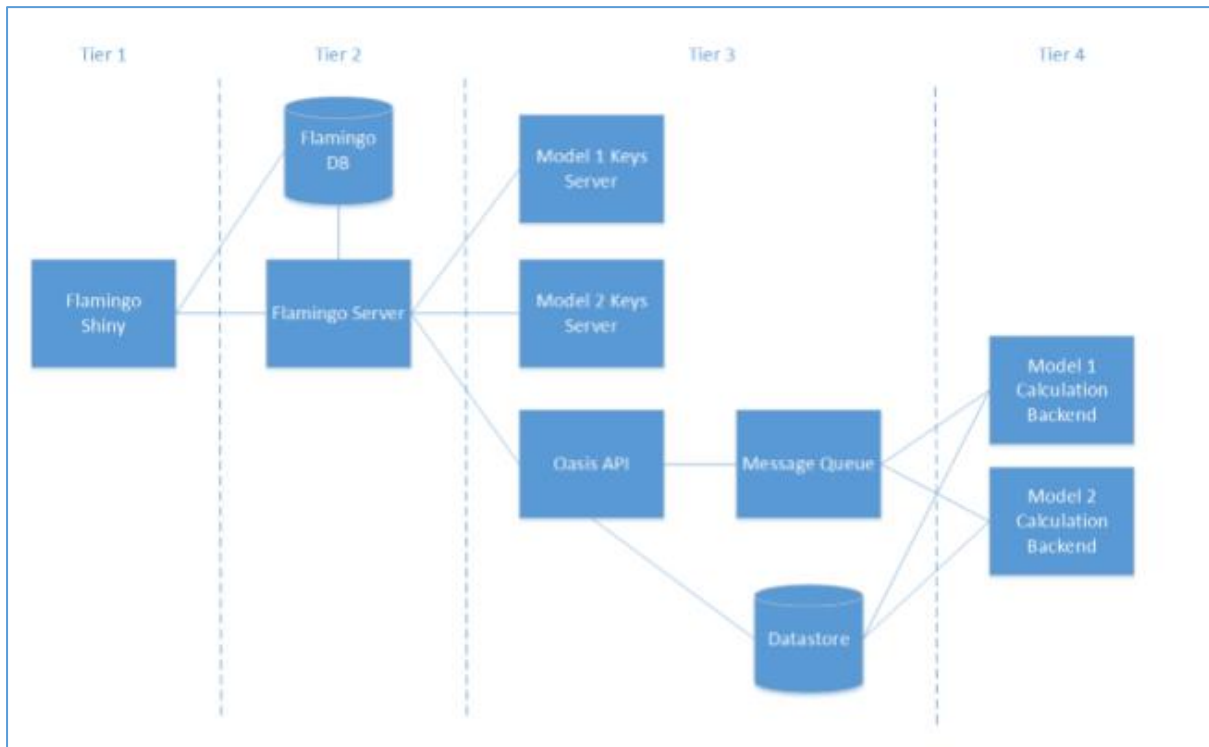 Tier 1
Tier 2
Tier 3
Tier 4
Flamingo
DB
Model 1 Keys
Server
Flamingo
Shiny
Flamingo Server
Model 2 Keys
Server
Model 1
Calculation
Backend
Oasis API
Message Queue
Model 2
Calculation
Backend
Datastore